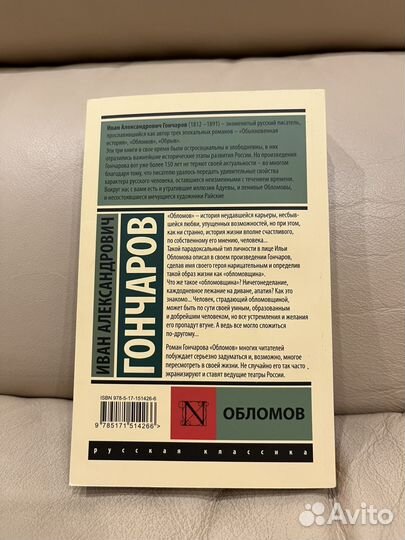 Иван Александрович Гончаров (1812–1891) – знаменитый русский писатель,
прославившийся как автор трех эпохальных романов – «Обыкновенная
история», «Обломов», «Обрыв».
Эти три книги в свое время были остросоциальны и злободневны, в них
отразились важнейшие исторические этапы развития России. Но произведения
Гончарова вот уже более 150 лет не теряют своей актуальности – во многом
благодаря тому, что писателю удалось передать удивительные свойства
характера русского человека, оставшиеся неизменными с течением времени.
Вокруг нас с вами есть и утратившие иллюзии Адуевы, и ленивые Обломовы,
и несостоявшиеся мечущиеся художники Райские
ИВАН АЛЕКСАНДРОВИЧ
ГОНЧАРОВ
«Обломов» – история неудавшейся карьеры, несбыв-
шейся любви, упущенных возможностей, но при этом,
как ни странно, история жизни вполне счастливого,
по собственному его мнению, человека...
Такой парадоксальный тип личности в лице Ильи
Обломова описал в своем произведении Гончаров,
сделав имя своего героя нарицательным и определив
такой образ жизни как «обломовщина».
Что же такое «обломовщина»? Ничегонеделание,
каждодневное лежание на диване, апатия? Как это
знакомо... Человек, страдающий обломовщиной,
может быть по сути своей умным, образованным
и добрейшим человеком, но все устремления и желания
его пропадут втуне. А ведь все могло сложиться
по-другому...
Роман Гончарова «Обломов» многих читателей
побуждает серьезно задуматься и, возможно, многое
пересмотреть в своей жизни. Не случайно его так часто
экранизируют и ставят ведущие театры России.
ISBN 978-5-17-151426-6
9 785171 514266 >
N
ОБЛОМОВ
русская классика
Avito